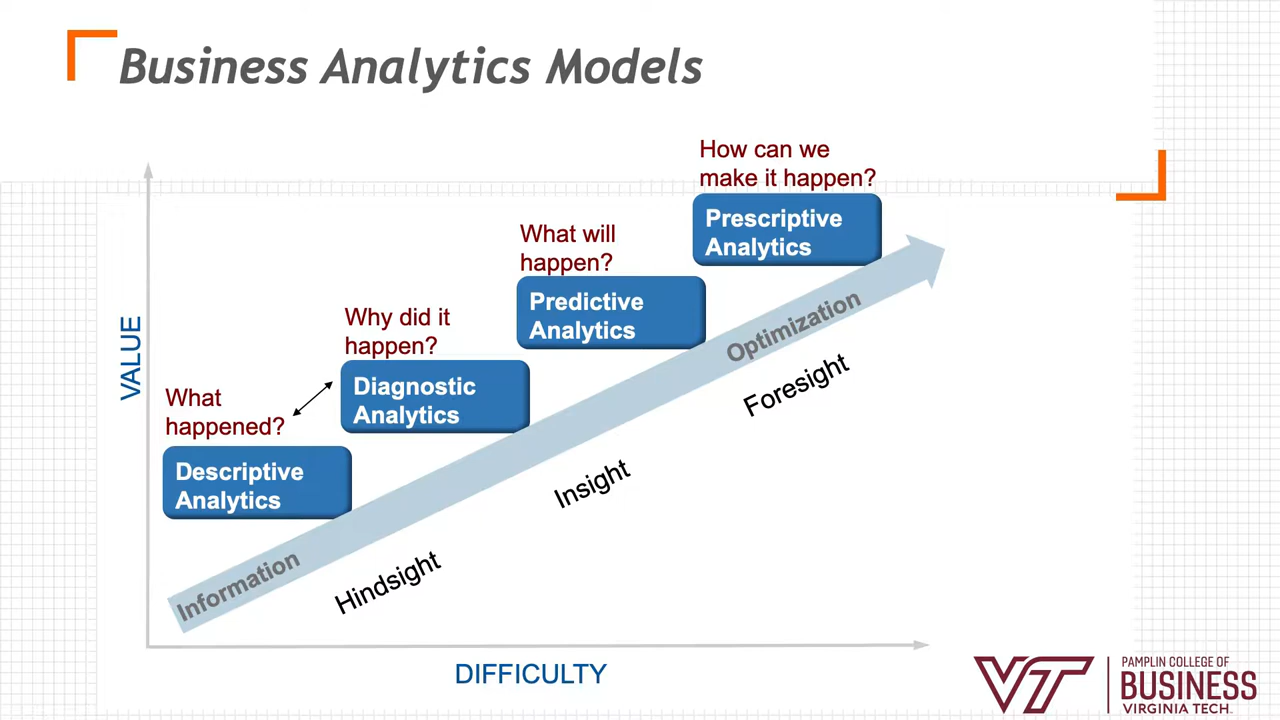 Business Analytics Models
How can we
make it happen?
Prescriptive
Analytics
What will
happen?
Predictive
Analytics
Why did it
happen?
Diagnostic
Analytics
What
happened?
Descriptive
Analytics
VALUE
Information
Optimization
Hindsight
Insight
Foresight
DIFFICULTY
VT
PAMPLIN COLLEGE OF
BUSINESS
VIRGINIA TECH.